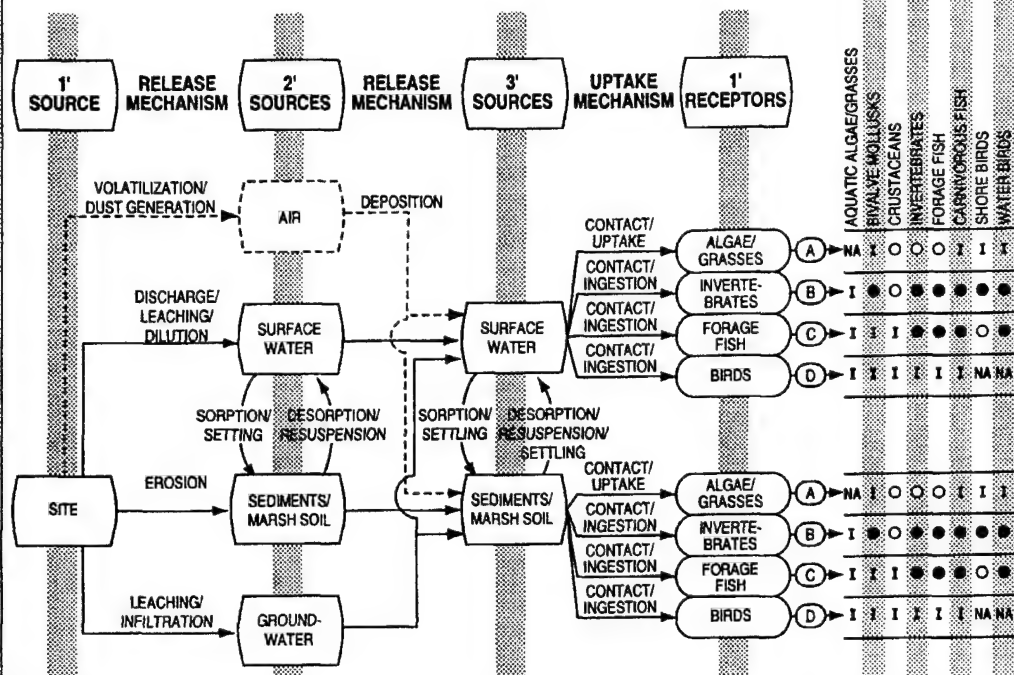 1'
SOURCE
RELEASE
MECHANISM
2'
SOURCES
RELEASE
MECHANISM
3'
SOURCES
UPTAKE
MECHANISM
1'
RECEPTORS
AQUATIC ALGAE/GRASSES
BIVALVE MOLLUSKS
CRUSTACEANS
INVERTEBRATES
FORAGE FISH
CARNIVOROUS FISH
SHORE BIRDS
WATER BIRDS
VOLATILIZATION/
DUST GENERATION
AIR
DEPOSITION
DISCHARGE/
LEACHING/
DILUTION
SURFACE
WATER
SURFACE
WATER
SORPTION/
SETTING
DESORPTION/
RESUSPENSION
SORPTION/
SETTLING
DESORPTION/
RESUSPENSION/
SETTLING
SITE
EROSION
SEDIMENTS/
MARSH SOIL
SEDIMENTS/
MARSH SOIL
LEACHING/
INFILTRATION
GROUND-
WATER
CONTACT/
UPTAKE
ALGAE/
GRASSES
A NA I O O O I I I
CONTACT/
INGESTION
INVERTE-
BRATES
B I ● O ● ● ● ● ●
CONTACT/
INGESTION
FORAGE
FISH
C I I I ● ● ● O ●
CONTACT/
INGESTION
BIRDS
D I I I I I I NA NA
CONTACT/
UPTAKE
ALGAE/
GRASSES
A NA I O O O I I I
CONTACT/
INGESTION
INVERTE-
BRATES
B I ● O ● ● ● ● ●
CONTACT/
INGESTION
FORAGE
FISH
C I I I ● ● ● O ●
CONTACT/
INGESTION
BIRDS
D I I I I I I NA NA